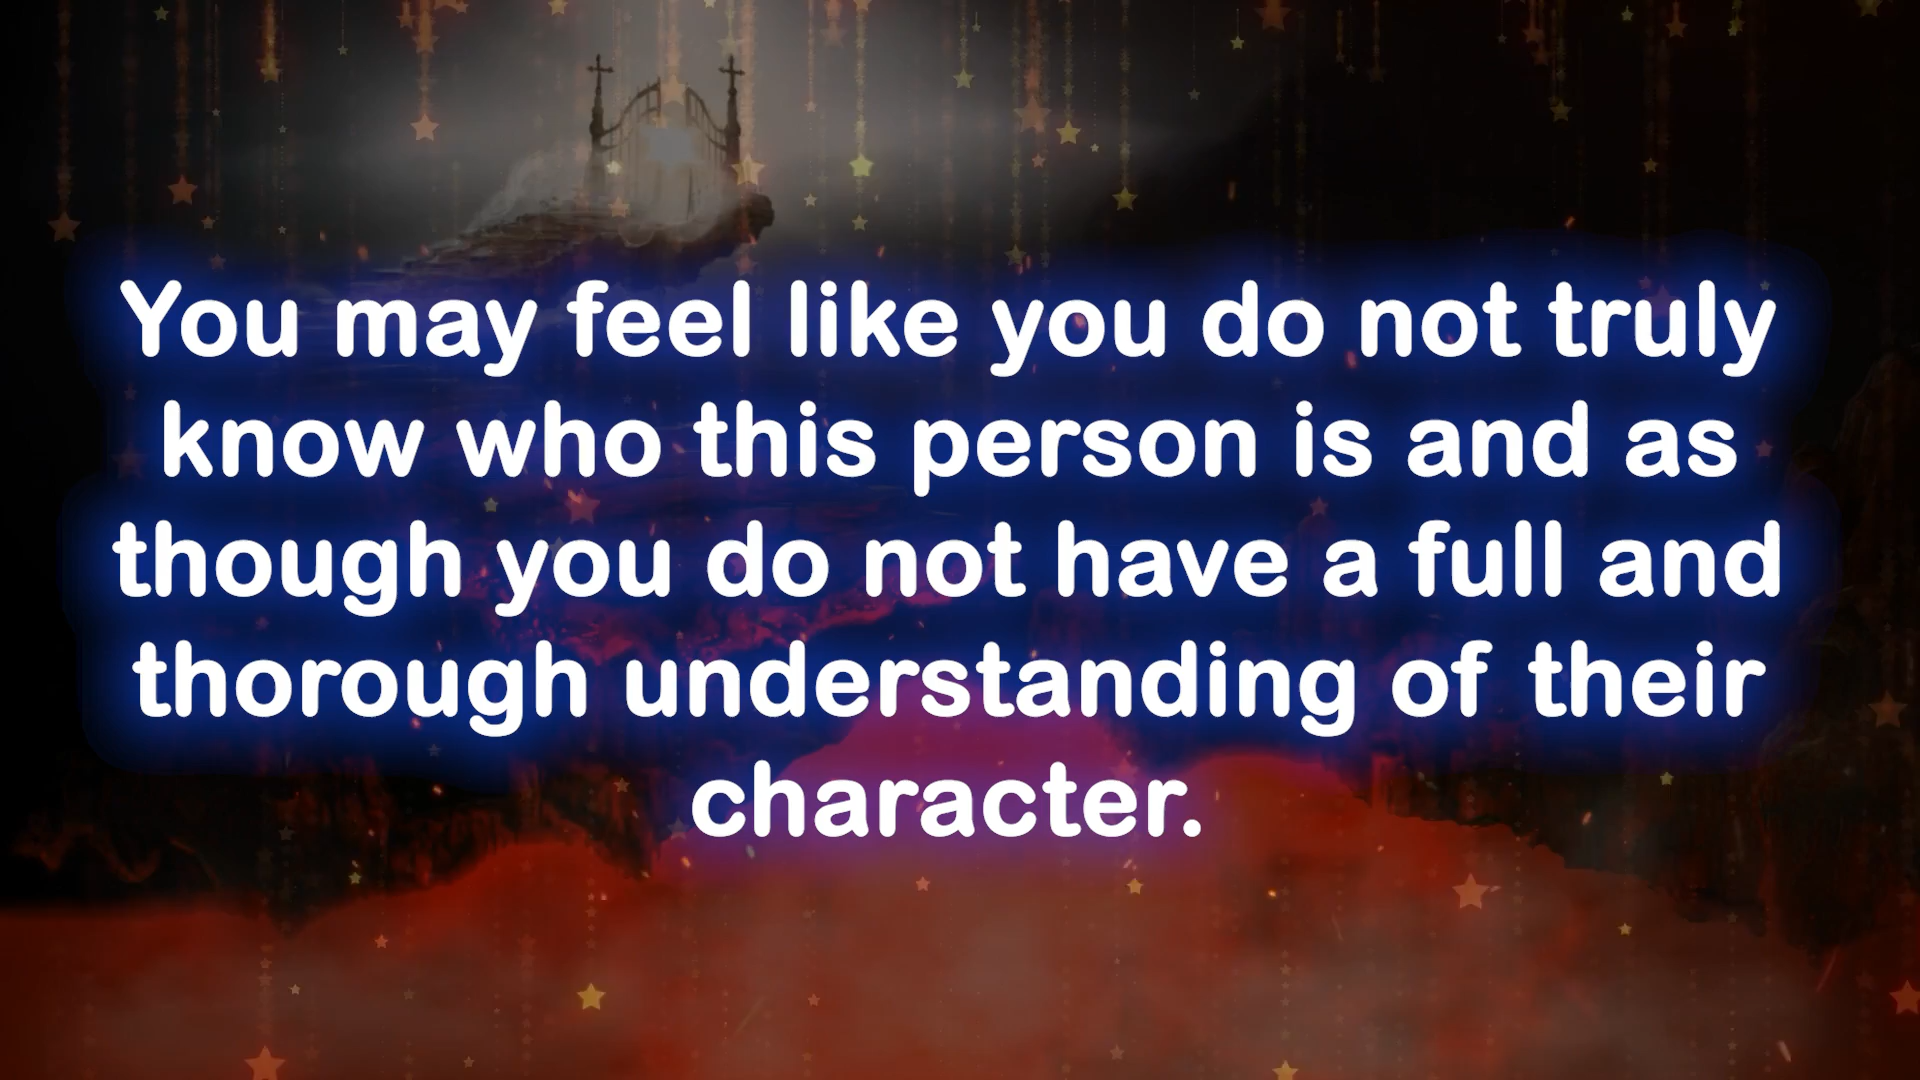 You may feel like you do not truly
know who this person is and as
though you do not have a full and
thorough understanding of their
character.